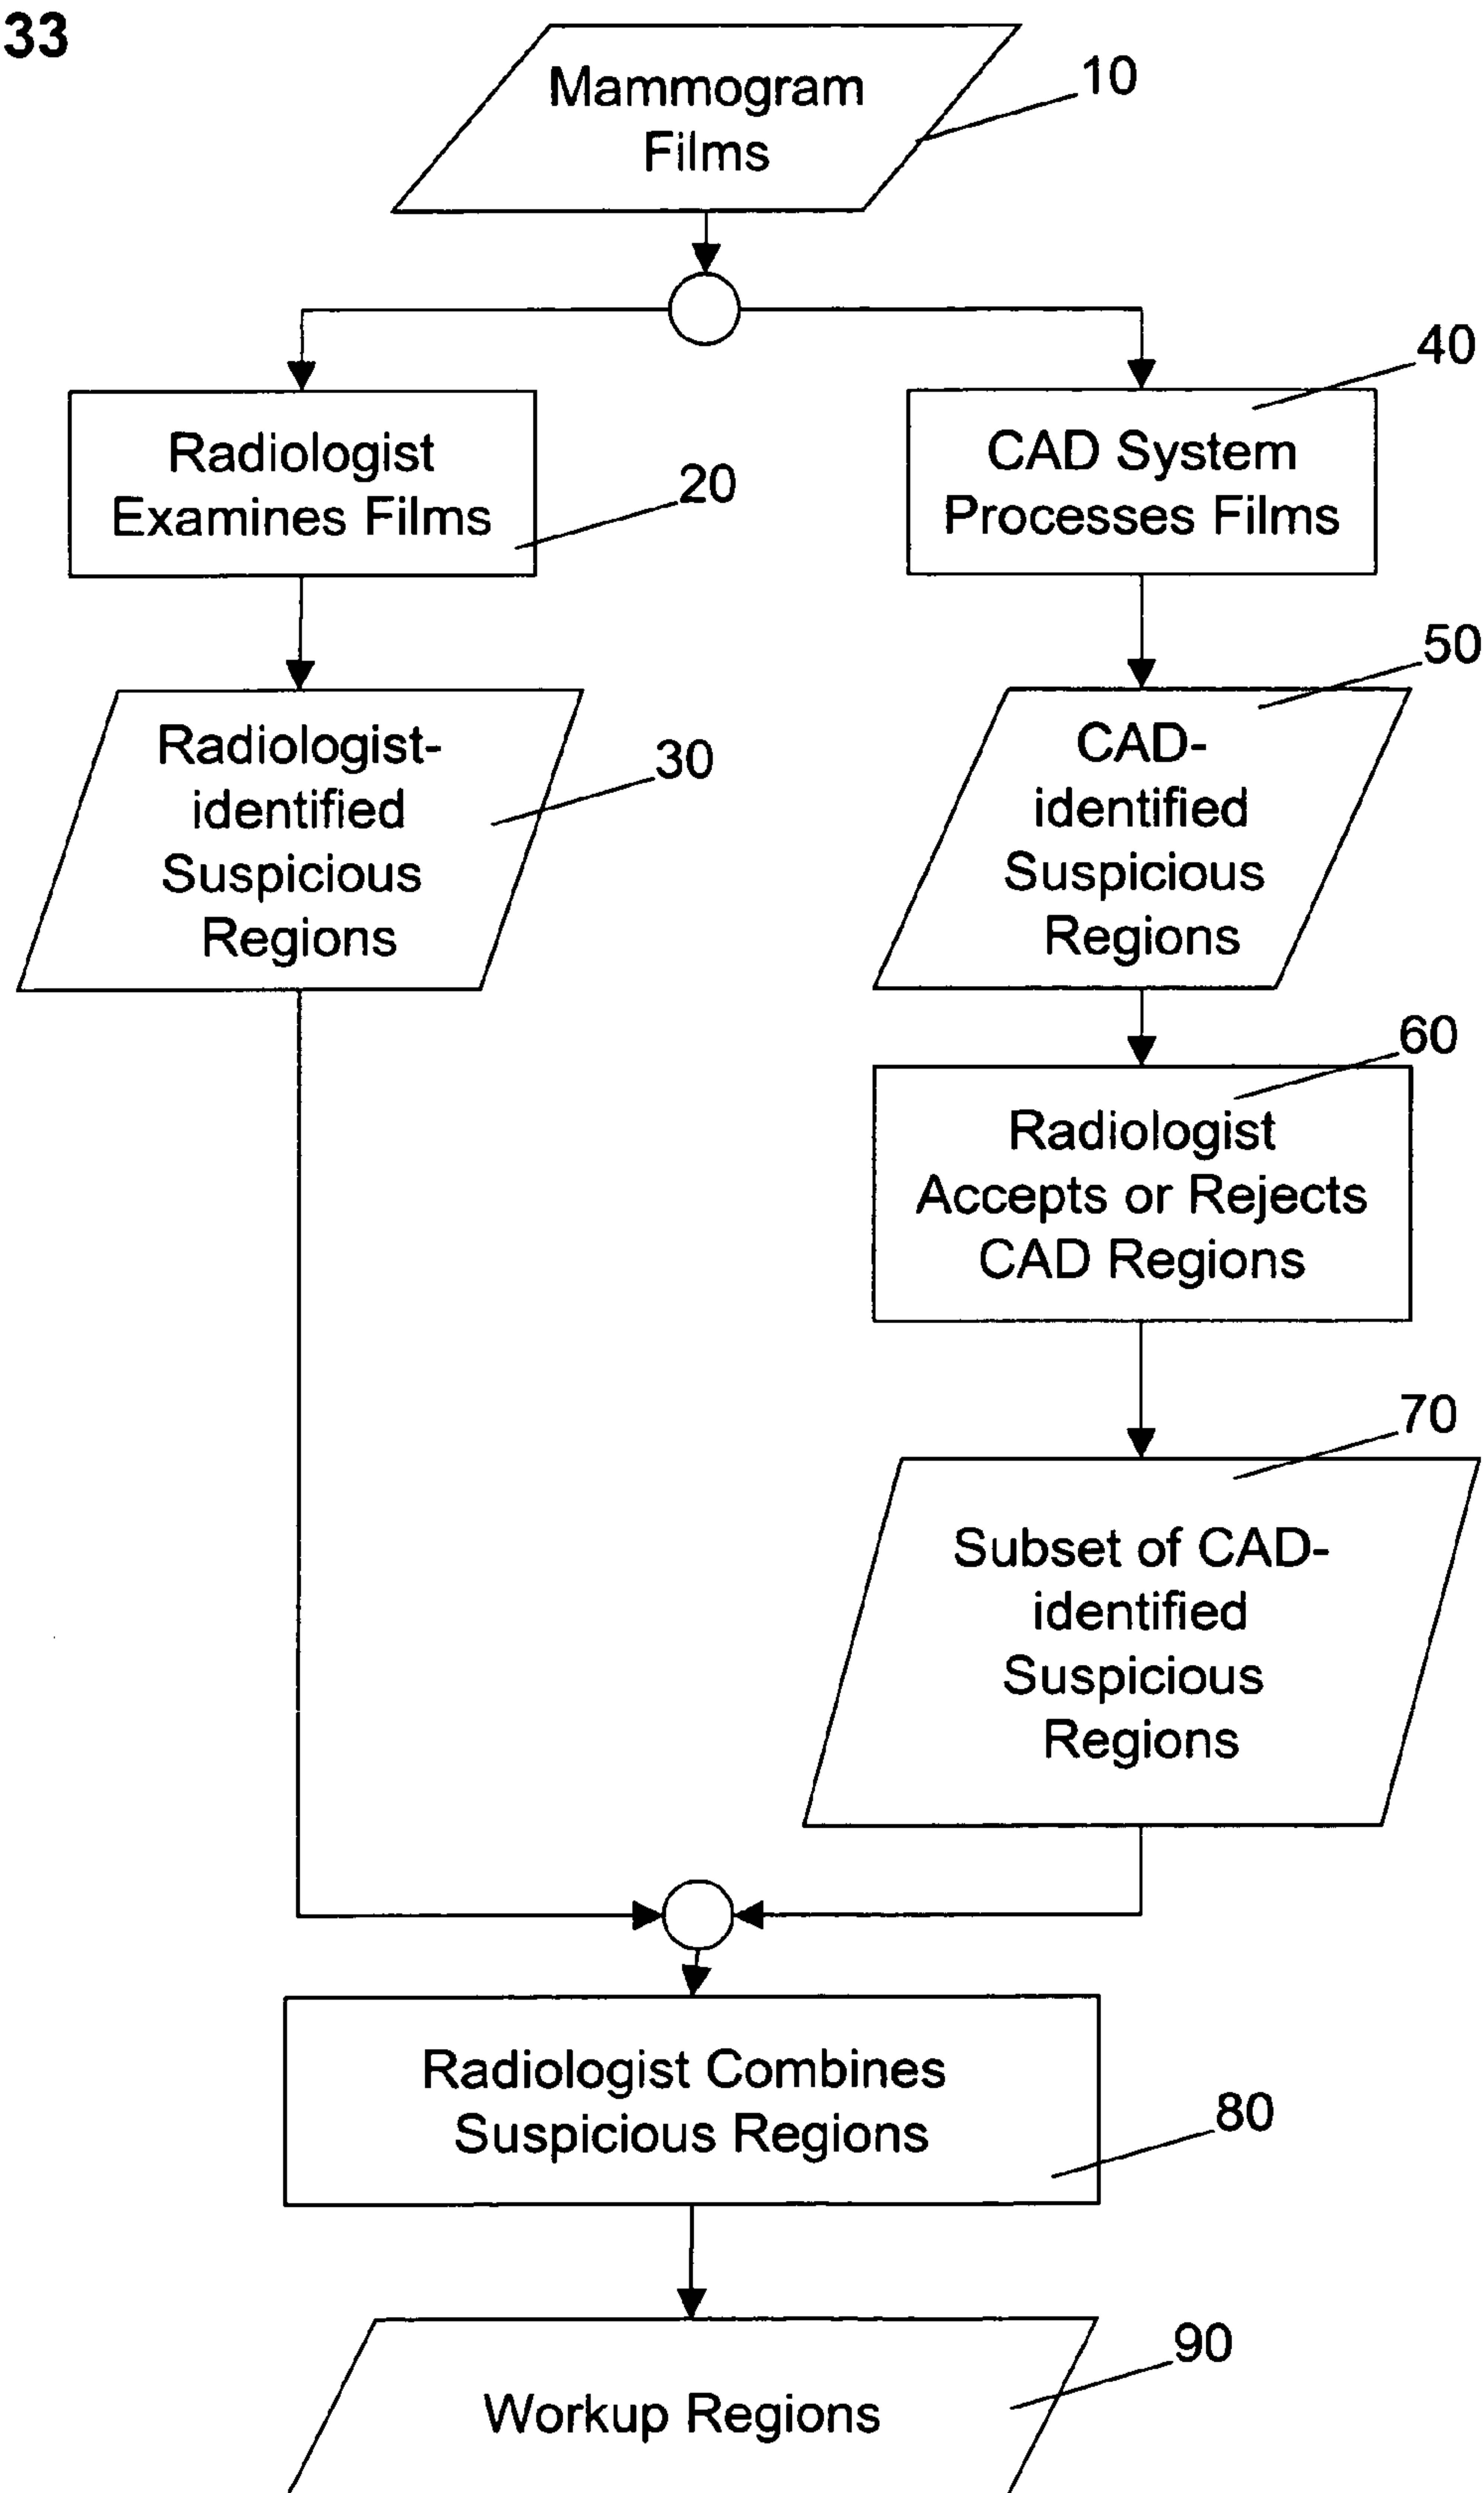 33
Mammogram
Films
10
Radiologist
Examines Films
20
CAD System
Processes Films
40
Radiologist-
identified
Suspicious
Regions
30
CAD-
identified
Suspicious
Regions
50
Radiologist
Accepts or Rejects
CAD Regions
60
Subset of CAD-
identified
Suspicious
Regions
70
Radiologist Combines
Suspicious Regions
80
Workup Regions
90